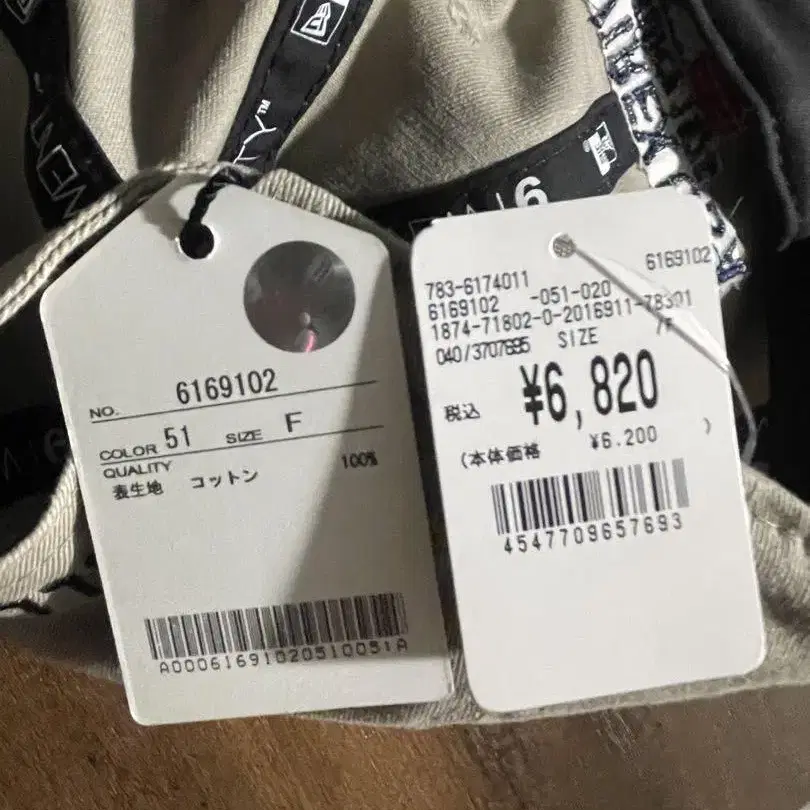 NO. 6169102
COLOR 51 SIZE F
QUALITY
表生地 コットン 100%
A00061691020510051A
6169102
783-6174011
6169102 -051-020
1874-71802-0-2016911-78301
040/3707695 SIZE /F
税込 ¥6,820
(本体価格 ¥6.200 )
4547709657693